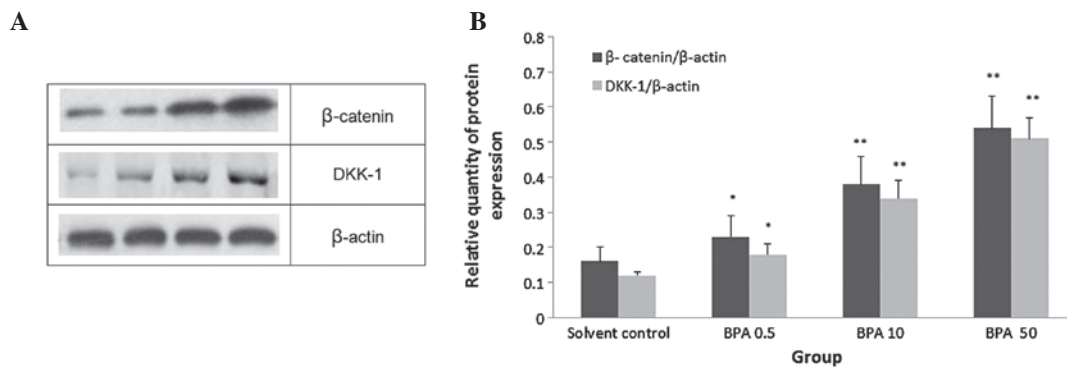 A
β-catenin
DKK-1
β-actin
B
Relative quantity of protein
expression
0.8
0.7
0.6
0.5
0.4
0.3
0.2
0.1
0
β- catenin/β-actin
DKK-1/β-actin
*
*
**
**
**
**
Solvent control
BPA 0.5
BPA 10
BPA 50
Group